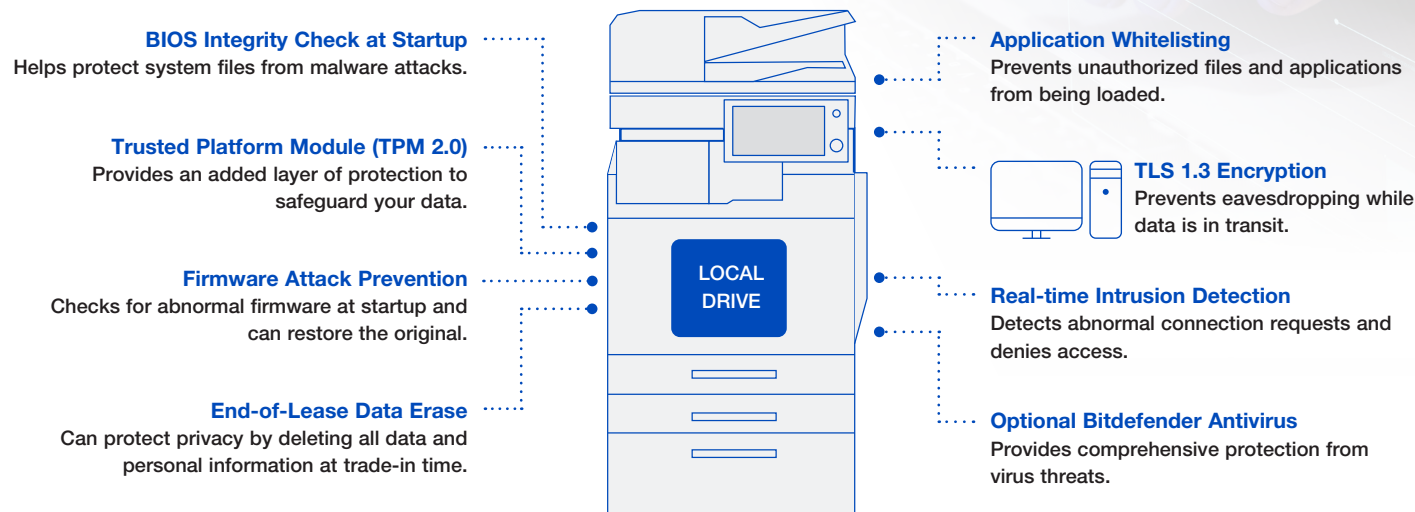 BIOS Integrity Check at Startup
Helps protect system files from malware attacks.
Trusted Platform Module (TPM 2.0)
Provides an added layer of protection to
safeguard your data.
Firmware Attack Prevention
Checks for abnormal firmware at startup and
can restore the original.
End-of-Lease Data Erase
Can protect privacy by deleting all data and
personal information at trade-in time.
LOCAL
DRIVE
Application Whitelisting
Prevents unauthorized files and applications
from being loaded.
TLS 1.3 Encryption
Prevents eavesdropping while
data is in transit.
Real-time Intrusion Detection
Detects abnormal connection requests and
denies access.
Optional Bitdefender Antivirus
Provides comprehensive protection from
virus threats.